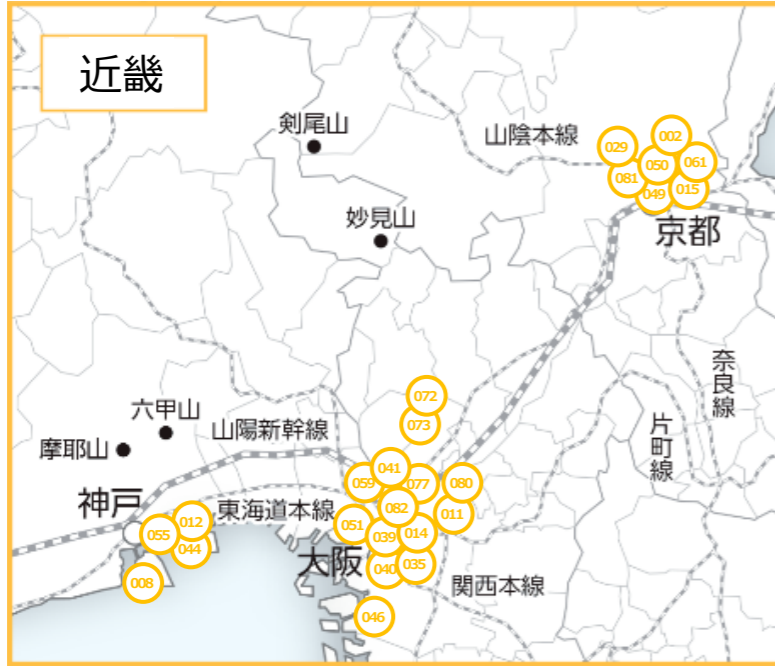 近畿
剣尾山
山陰本線
002
029
050
061
081
049
015
妙見山
京都
奈良線
072
六甲山
073
片町線
山陽新幹線
摩耶山
041
059
077
080
神戸
082
東海道本線
012
011
051
055
039
014
044
大阪
040
035
008
関西本線
046